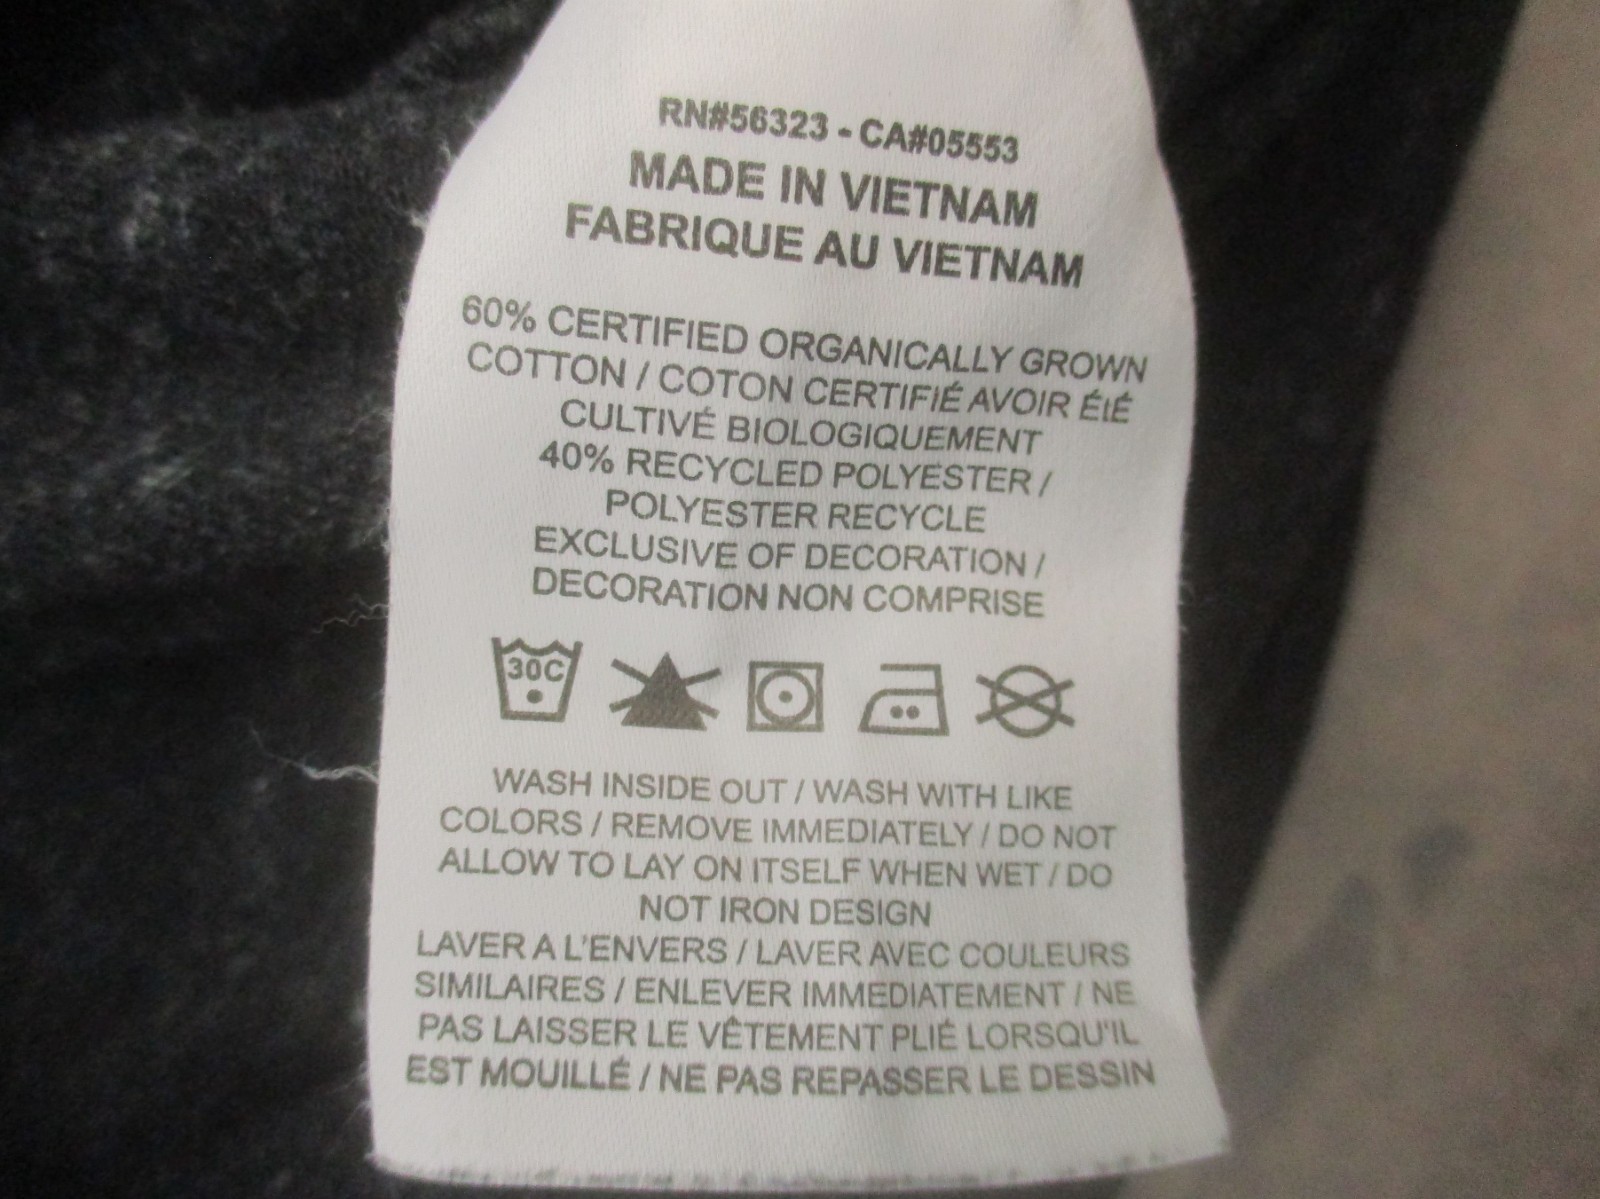 RN#56323 - CA#05553
MADE IN VIETNAM
FABRIQUE AU VIETNAM
60% CERTIFIED ORGANICALLY GROWN
COTTON / COTON CERTIFIÉ AVOIR ÉtÉ
CULTIVÉ BIOLOGIQUEMENT
40% RECYCLED POLYESTER /
POLYESTER RECYCLE
EXCLUSIVE OF DECORATION /
DECORATION NON COMPRISE
30C
WASH INSIDE OUT / WASH WITH LIKE
COLORS / REMOVE IMMEDIATELY / DO NOT
ALLOW TO LAY ON ITSELF WHEN WET / DO
NOT IRON DESIGN
LAVER A L'ENVERS / LAVER AVEC COULEURS
SIMILAIRES / ENLEVER IMMEDIATEMENT / NE
PAS LAISSER LE VÊTEMENT PLIÉ LORSQU'IL
EST MOUILLÉ / NE PAS REPASSER LE DESSIN